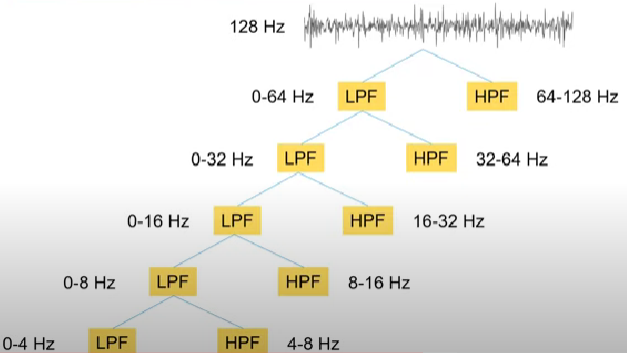 128 Hz
0-64 Hz LPF HPF 64-128 Hz
0-32 Hz LPF HPF 32-64 Hz
0-16 Hz LPF HPF 16-32 Hz
0-8 Hz LPF HPF 8-16 Hz
0-4 Hz LPF HPF 4-8 Hz